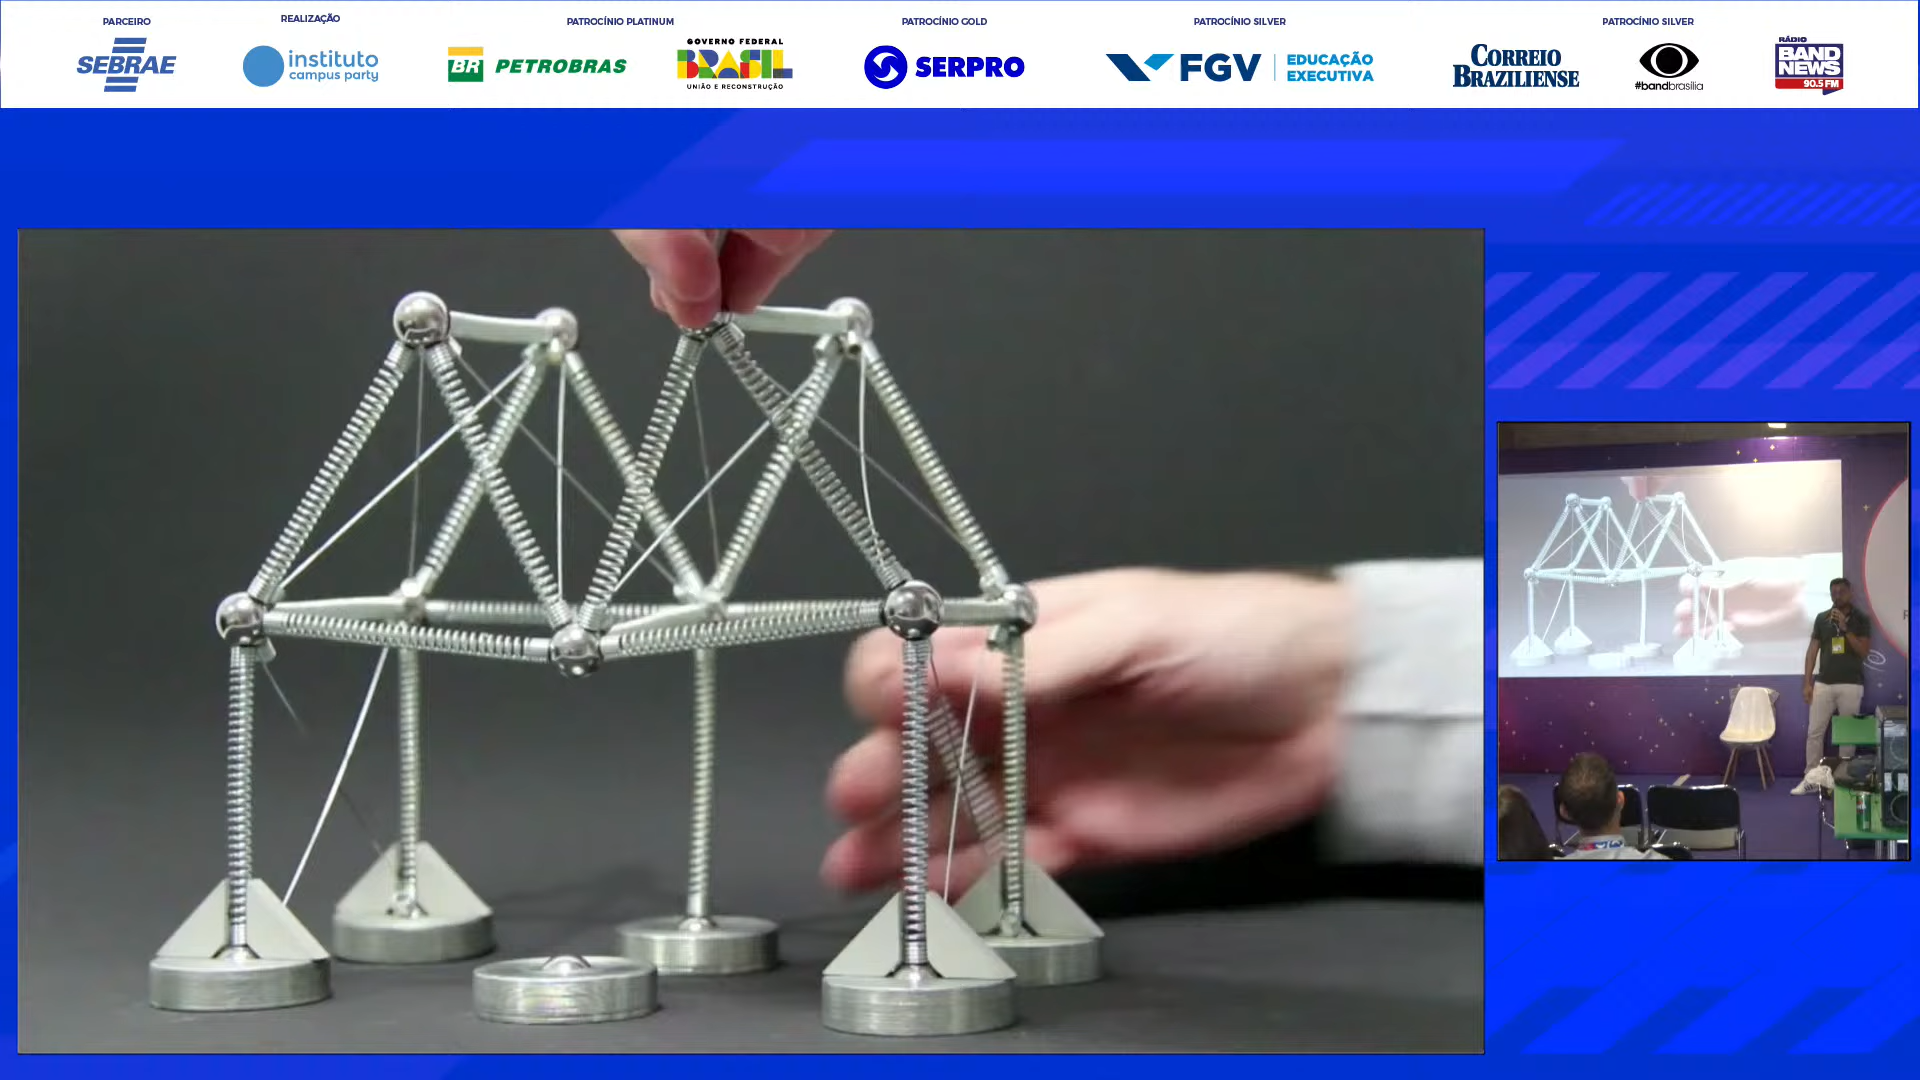 PARCEIRO
REALIZAÇÃO
PATROCÍNIO PLATINUM
PATROCÍNIO GOLD
PATROCÍNIO SILVER
PATROCÍNIO SILVER
SEBRAE
instituto
campus party
BR PETROBRAS
GOVERNO FEDERAL
BRASIL
UNIÃO E RECONSTRUÇÃO
SERPRO
FGV
EDUCAÇÃO
EXECUTIVA
CORREIO
BRAZILIENSE
#bandbrasília
RÁDIO
BAND
NEWS
90.5 FM